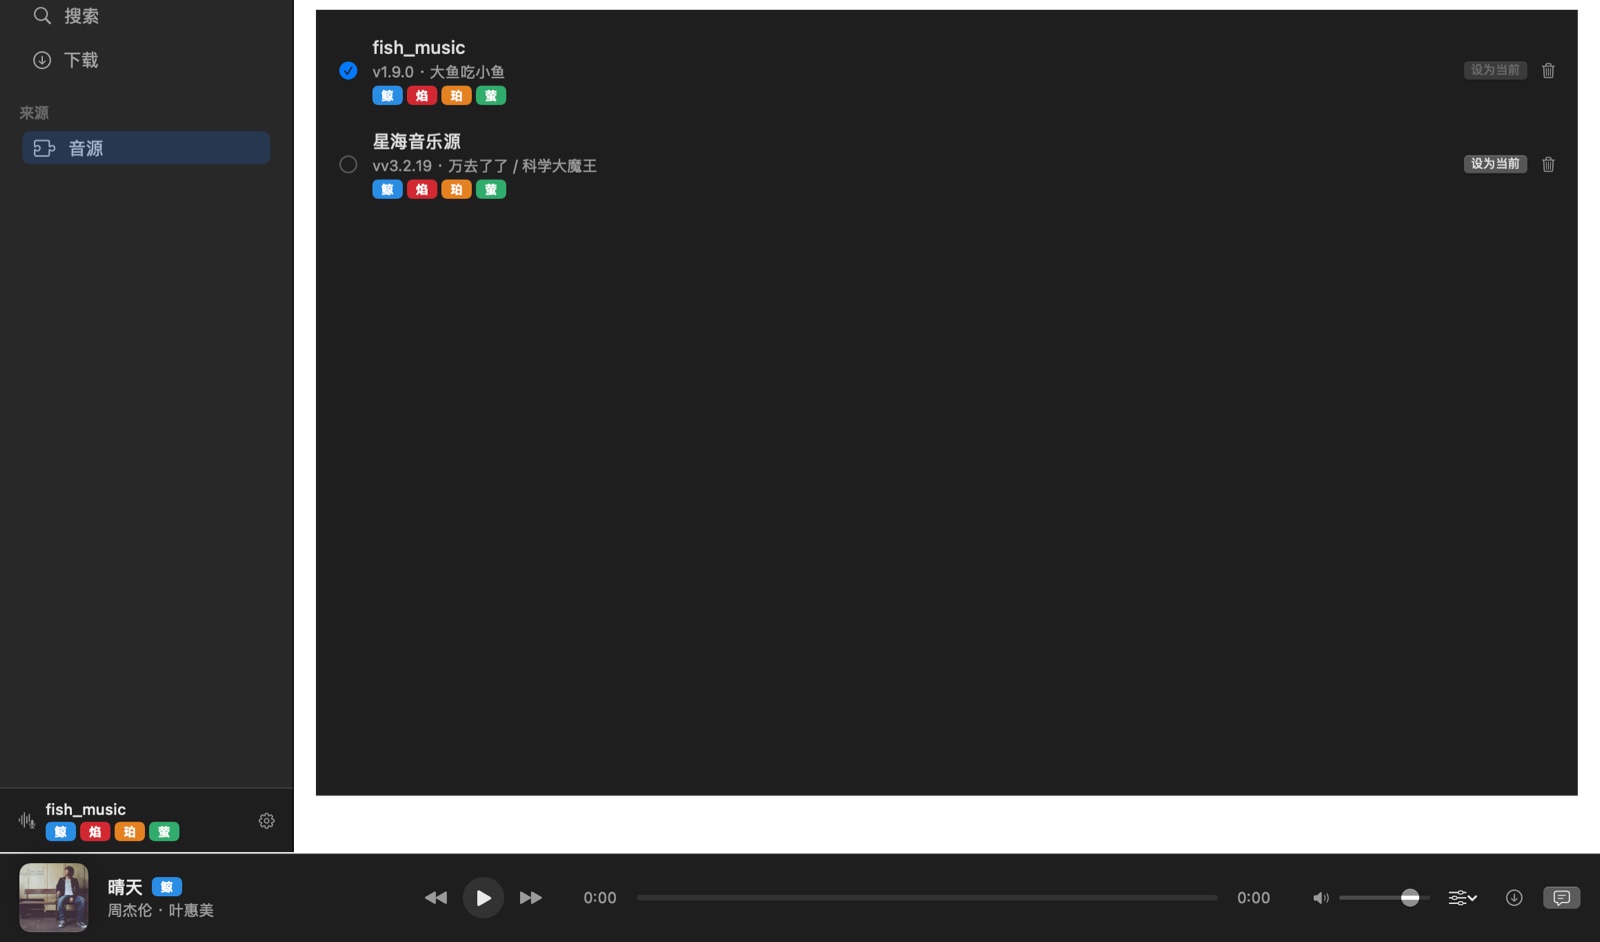 搜索
下载
来源
音源
fish_music
v1.9.0 · 大鱼吃小鱼
鲸 焰 珀 萤
设为当前
星海音乐源
vv3.2.19 · 万去了了 / 科学大魔王
鲸 焰 珀 萤
设为当前
fish_music
鲸 焰 珀 萤
晴天 鲸
周杰伦 · 叶惠美
0:00
0:00